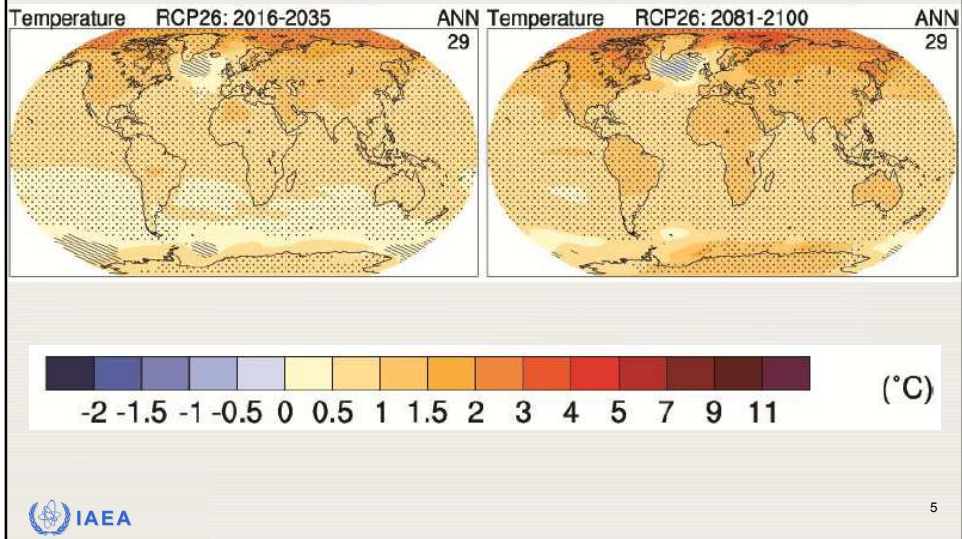 Temperature RCP26: 2016-2035 ANN
29
Temperature RCP26: 2081-2100 ANN
29
-2 -1.5 -1 -0.5 0 0.5 1 1.5 2 3 4 5 7 9 11 (°C)
IAEA
5